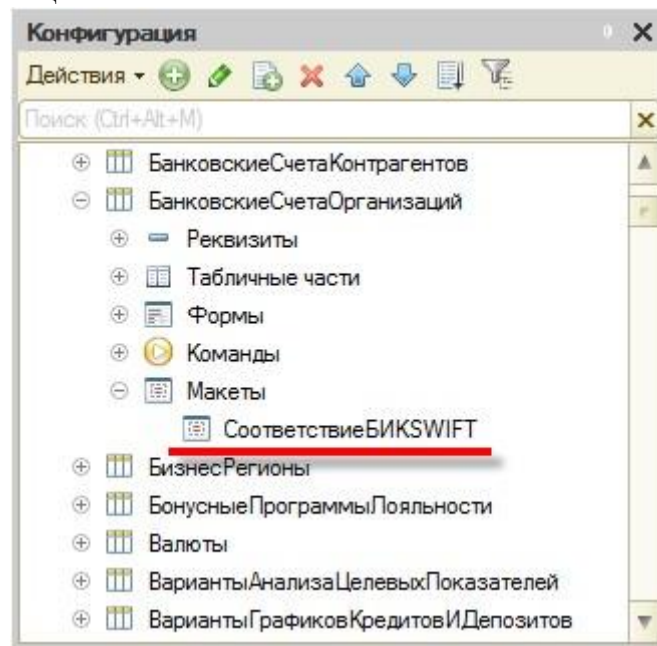 Конфигурация
Действия
Поиск (Ctrl+Alt+M)
БанковскиеСчетаКонтрагентов
БанковскиеСчетаОрганизаций
Реквизиты
Табличные части
Формы
Команды
Макеты
СоответствиеБИКSWIFT
БизнесРегионы
БонусныеПрограммыЛояльности
Валюты
ВариантыАнализаЦелевыхПоказателей
ВариантыГрафиковКредитовИДепозитов